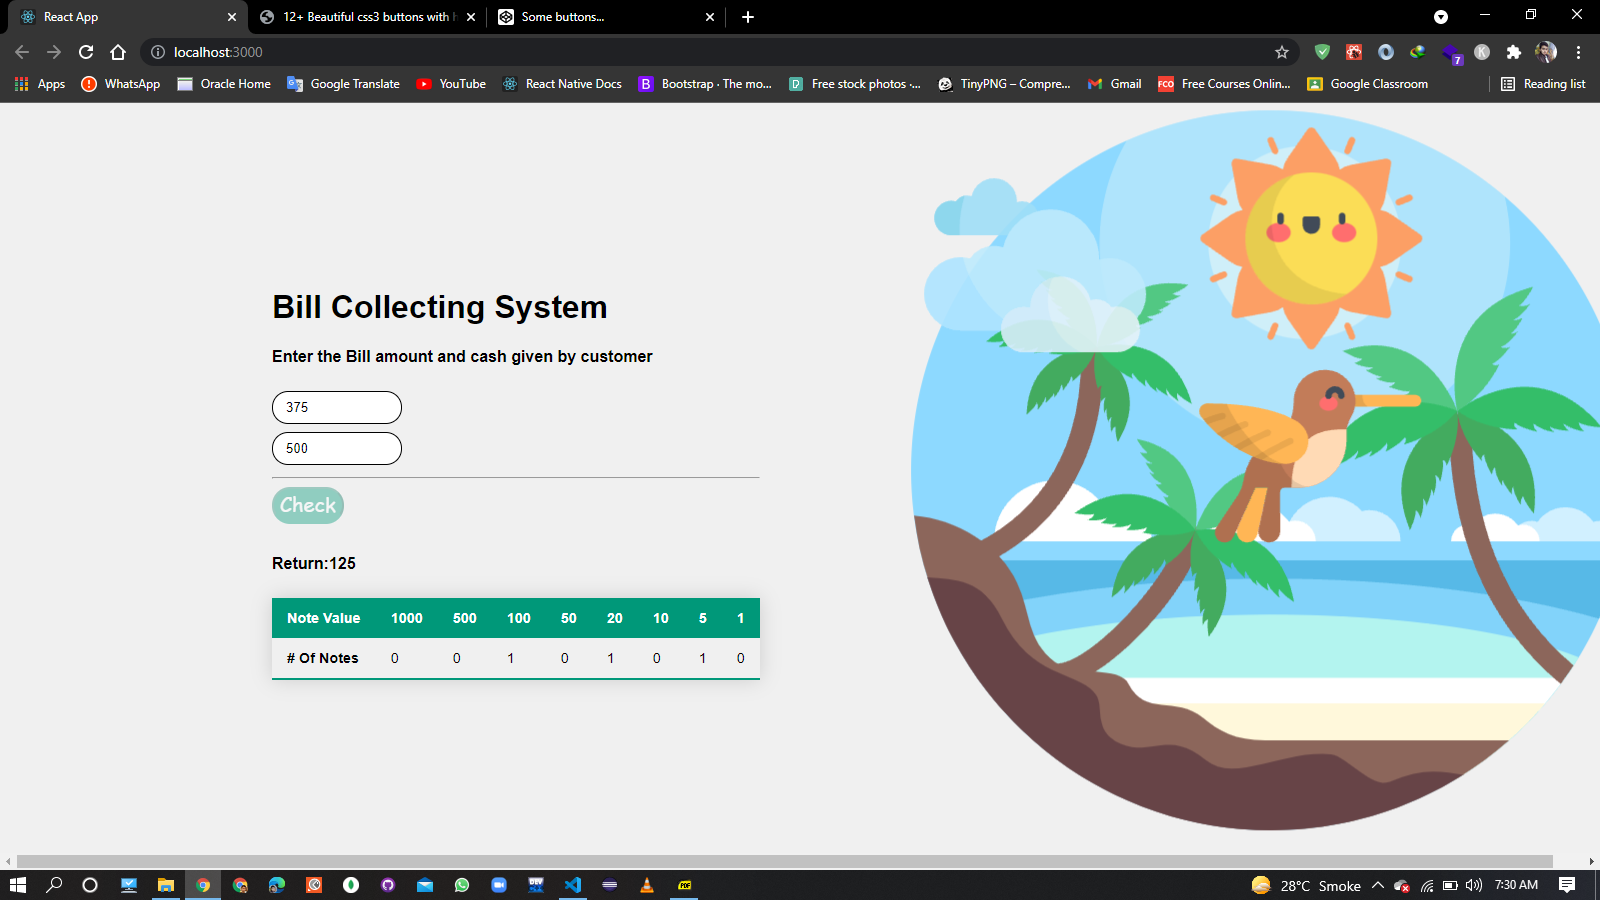 React App
12+ Beautiful css3 buttons with h
Some buttons...
localhost:3000
7
K
Apps
WhatsApp
Oracle Home
Google Translate
YouTube
React Native Docs
B
Bootstrap · The mo...
Free stock photos ·...
TinyPNG – Compre...
Gmail
FCO
Free Courses Onlin...
Google Classroom
Reading list
Bill Collecting System
Enter the Bill amount and cash given by customer
375
500
Check
Return:125
Note Value 1000 500 100 50 20 10 5 1
# Of Notes 0 0 1 0 1 0 1 0
28°C Smoke
7:30 AM